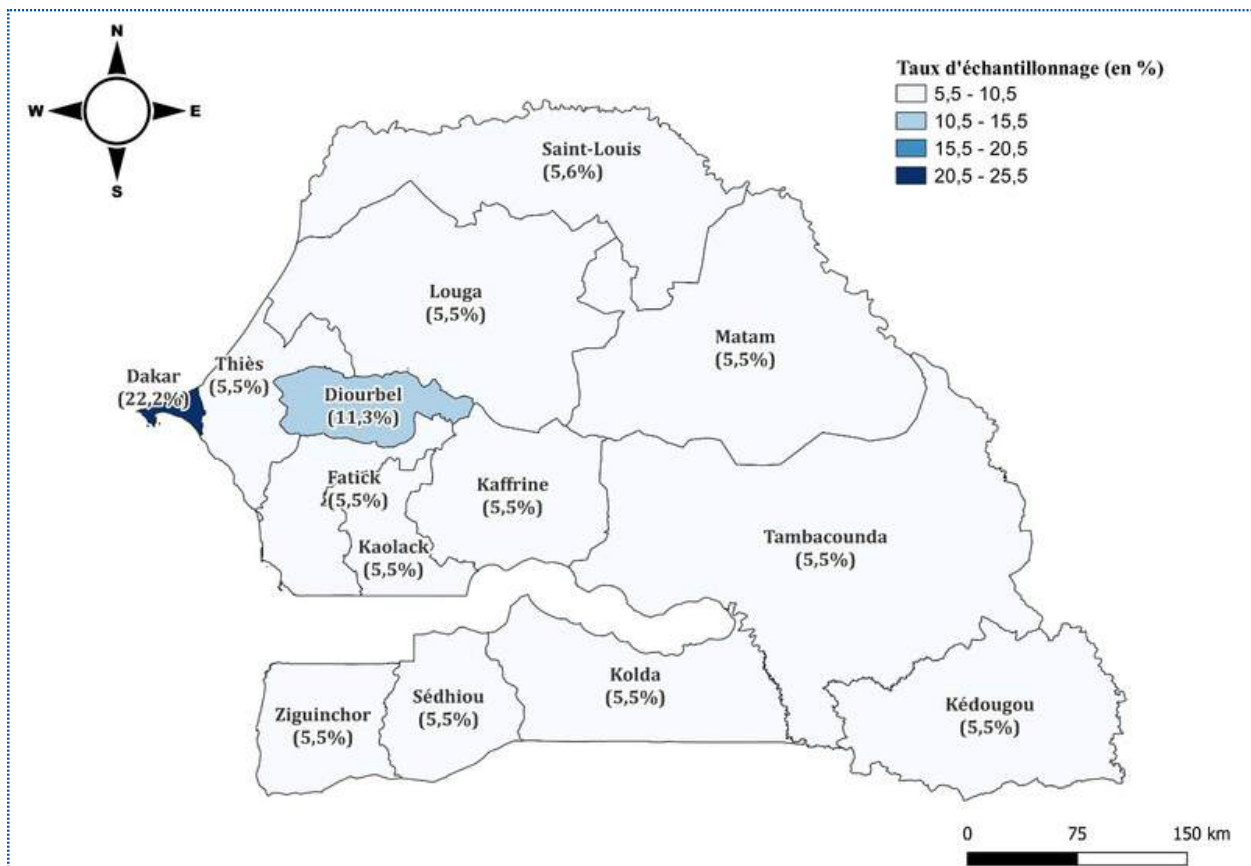 N
W
E
S
Taux d'échantillonnage (en %)
5,5 - 10,5
10,5 - 15,5
15,5 - 20,5
20,5 - 25,5
Saint-Louis
(5,6%)
Louga
(5,5%)
Matam
(5,5%)
Thiès
(5,5%)
Dakar
(22,2%)
Diourbel
(11,3%)
Fatick
(5,5%)
Kaffrine
(5,5%)
Kaolack
(5,5%)
Tambacounda
(5,5%)
Kolda
(5,5%)
Sédhiou
(5,5%)
Ziguinchor
(5,5%)
Kédougou
(5,5%)
0 75 150 km